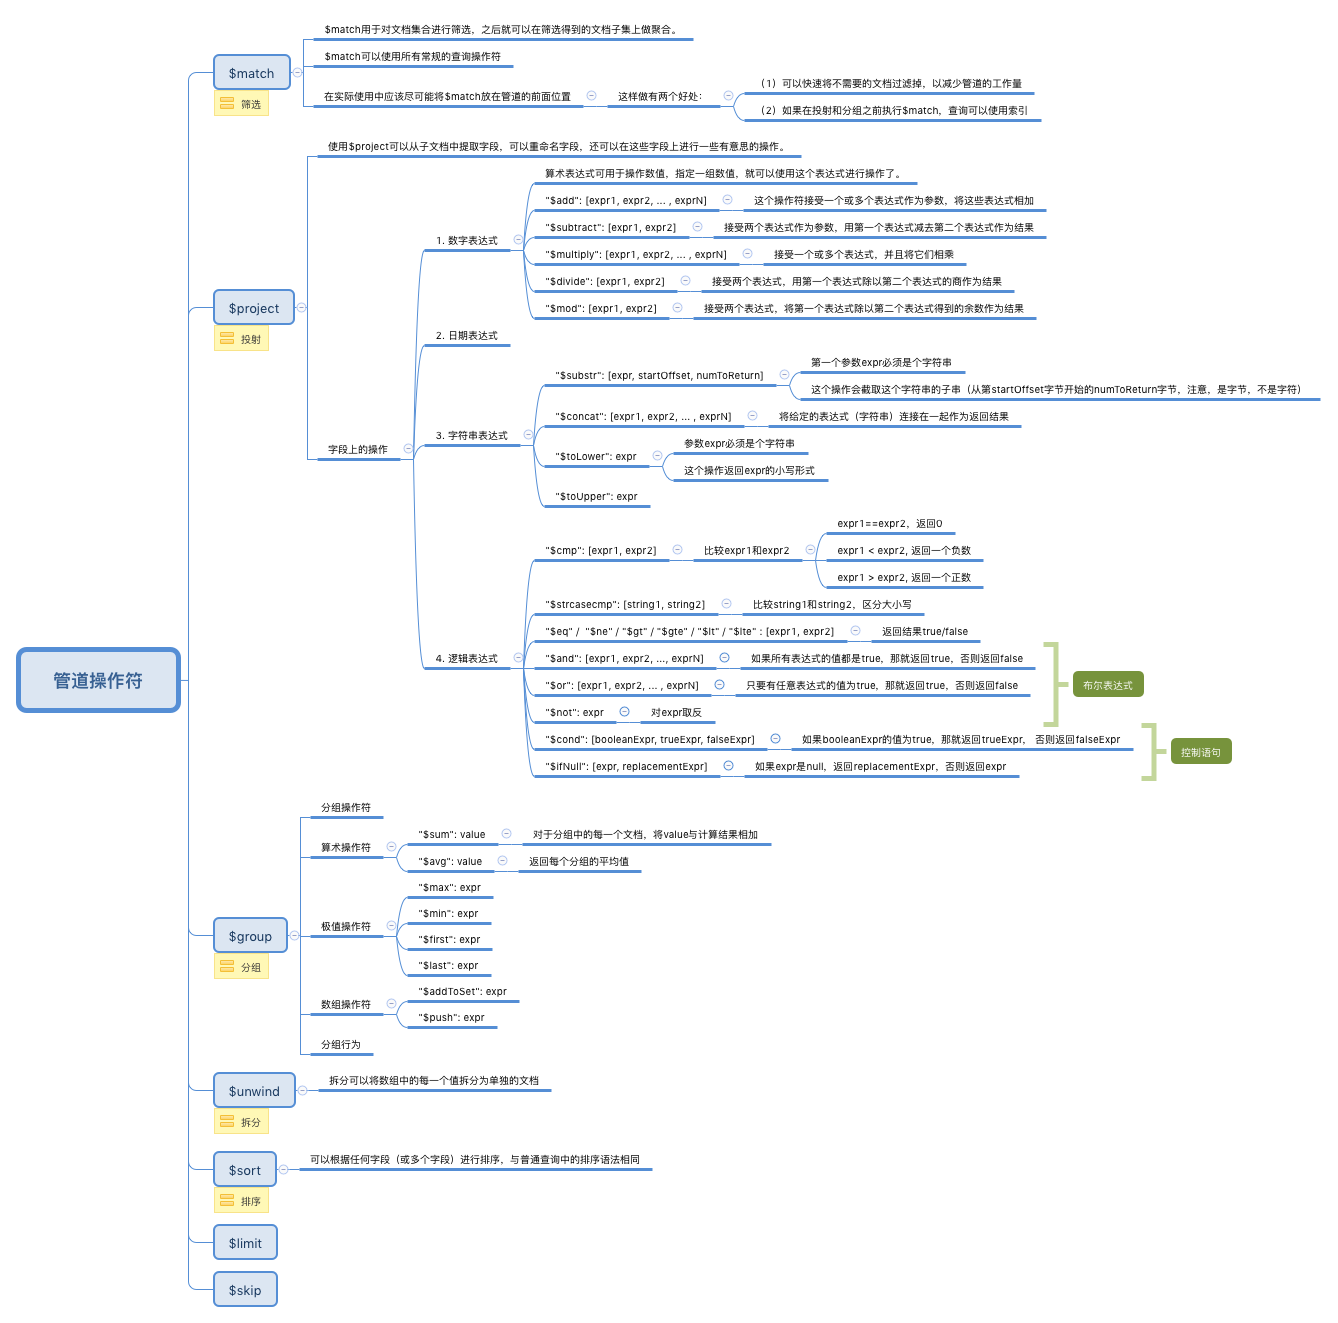 管道操作符
$match
筛选
$match用于对文档集合进行筛选，之后就可以在筛选得到的文档子集上做聚合。
$match可以使用所有常规的查询操作符
在实际使用中应该尽可能将$match放在管道的前面位置
这样做有两个好处：
（1）可以快速将不需要的文档过滤掉，以减少管道的工作量
（2）如果在投射和分组之前执行$match，查询可以使用索引
$project
投射
使用$project可以从子文档中提取字段，可以重命名字段，还可以在这些字段上进行一些有意思的操作。
字段上的操作
1. 数字表达式
算术表达式可用于操作数值，指定一组数值，就可以使用这个表达式进行操作了。
"$add": [expr1, expr2, ... , exprN]
这个操作符接受一个或多个表达式作为参数，将这些表达式相加
"$subtract": [expr1, expr2]
接受两个表达式作为参数，用第一个表达式减去第二个表达式作为结果
"$multiply": [expr1, expr2, ... , exprN]
接受一个或多个表达式，并且将它们相乘
"$divide": [expr1, expr2]
接受两个表达式，用第一个表达式除以第二个表达式的商作为结果
"$mod": [expr1, expr2]
接受两个表达式，将第一个表达式除以第二个表达式得到的余数作为结果
2. 日期表达式
3. 字符串表达式
"$substr": [expr, startOffset, numToReturn]
第一个参数expr必须是个字符串
这个操作会截取这个字符串的子串（从第startOffset字节开始的numToReturn字节，注意，是字节，不是字符）
"$concat": [expr1, expr2, ... , exprN]
将给定的表达式（字符串）连接在一起作为返回结果
"$toLower": expr
参数expr必须是个字符串
这个操作返回expr的小写形式
"$toUpper": expr
4. 逻辑表达式
"$cmp": [expr1, expr2]
比较expr1和expr2
expr1==expr2，返回0
expr1 < expr2, 返回一个负数
expr1 > expr2, 返回一个正数
"$strcasecmp": [string1, string2]
比较string1和string2，区分大小写
"$eq" /  "$ne" / "$gt" / "$gte" / "$lt" / "$lte" : [expr1, expr2]
返回结果true/false
"$and": [expr1, expr2, ..., exprN]
如果所有表达式的值都是true，那就返回true，否则返回false
"$or": [expr1, expr2, ... , exprN]
只要有任意表达式的值为true，那就返回true，否则返回false
"$not": expr
对expr取反
布尔表达式
"$cond": [booleanExpr, trueExpr, falseExpr]
如果booleanExpr的值为true，那就返回trueExpr， 否则返回falseExpr
"$ifNull": [expr, replacementExpr]
如果expr是null，返回replacementExpr，否则返回expr
控制语句
$group
分组
分组操作符
算术操作符
"$sum": value
对于分组中的每一个文档，将value与计算结果相加
"$avg": value
返回每个分组的平均值
极值操作符
"$max": expr
"$min": expr
"$first": expr
"$last": expr
数组操作符
"$addToSet": expr
"$push": expr
分组行为
$unwind
拆分
拆分可以将数组中的每一个值拆分为单独的文档
$sort
排序
可以根据任何字段（或多个字段）进行排序，与普通查询中的排序语法相同
$limit
$skip